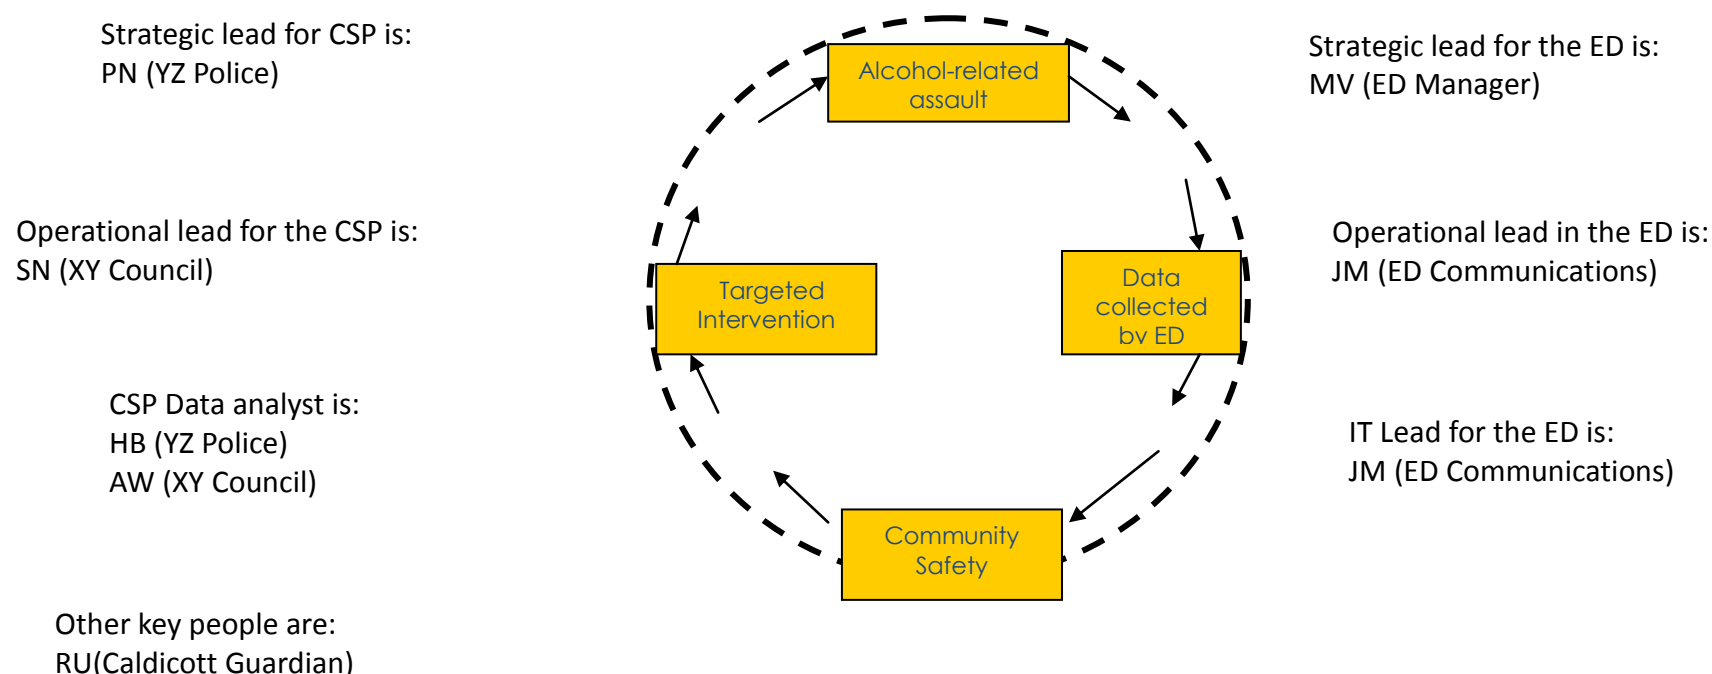 Strategic lead for CSP is:
PN (YZ Police)
Operational lead for the CSP is:
SN (XY Council)
CSP Data analyst is:
HB (YZ Police)
AW (XY Council)
Other key people are:
RU(Caldicott Guardian)
Alcohol-related
assault
Targeted
Intervention
Data
collected
by ED
Community
Safety
Strategic lead for the ED is:
MV (ED Manager)
Operational lead in the ED is:
JM (ED Communications)
IT Lead for the ED is:
JM (ED Communications)